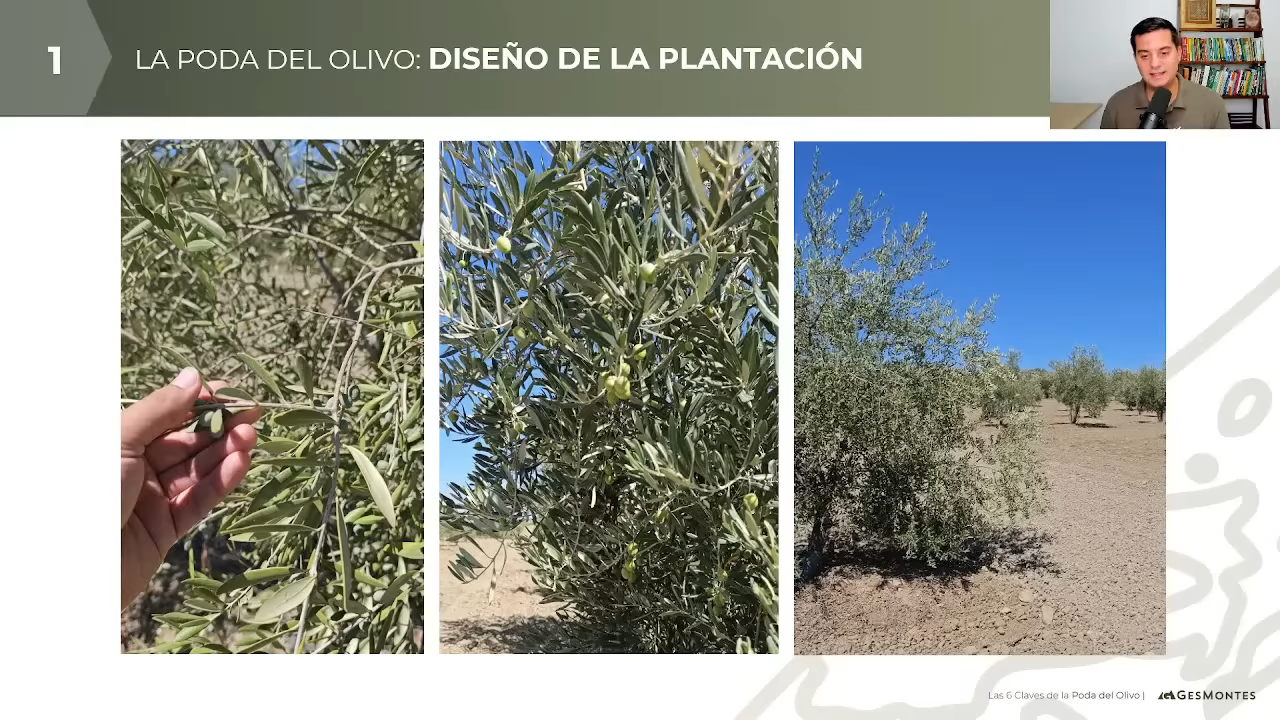 1
LA PODA DEL OLIVO: DISEÑO DE LA PLANTACIÓN
Las 6 Claves de la Poda del Olivo |
GESMONTES